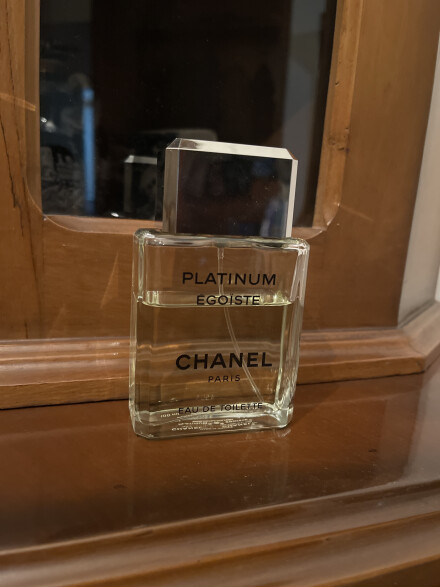 PLATINUM
EGOISTE
CHANEL
PARIS
EAU DE TOILETTE